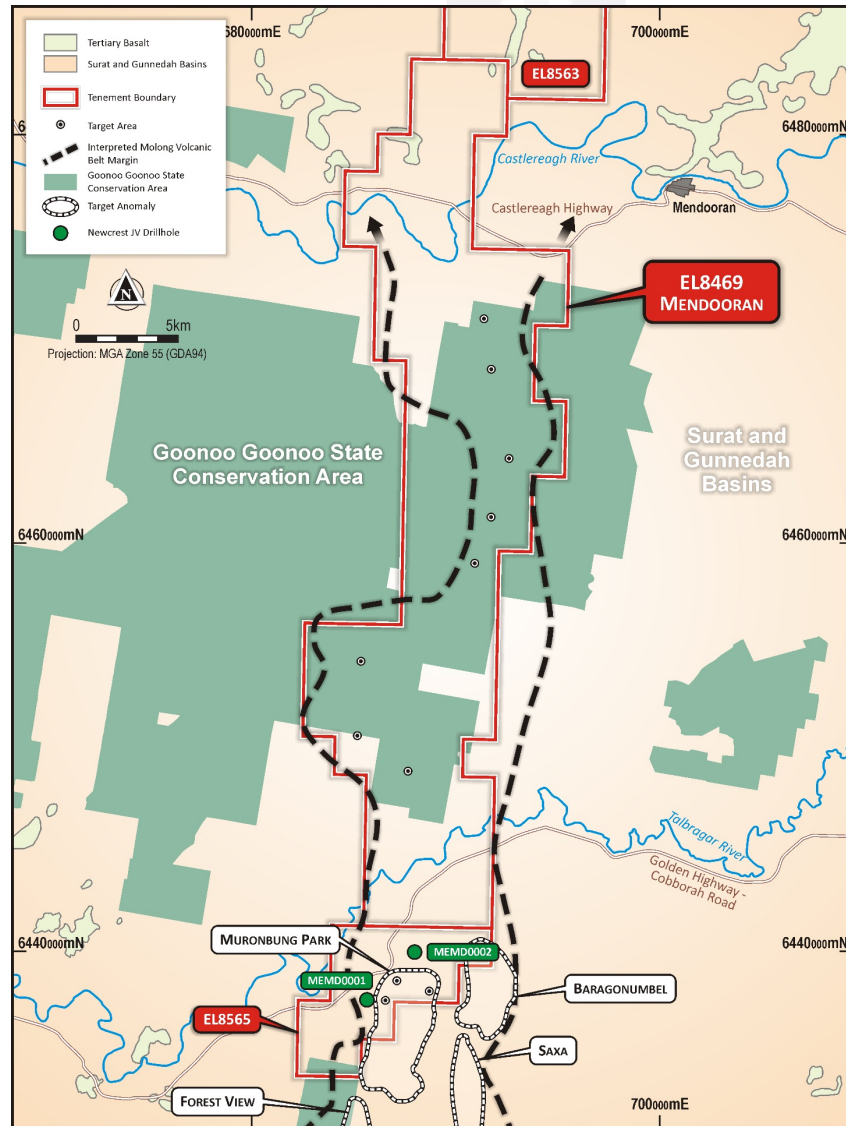 680000mE
700000mE
Tertiary Basalt
Surat and Gunnedah Basins
Tenement Boundary
Target Area
Interpreted Molong Volcanic
Belt Margin
Goonoo Goonoo State
Conservation Area
Target Anomaly
Newcrest JV Drillhole
EL8563
6480000mN
Castlereagh River
Castlereagh Highway
Mendooran
EL8469
MENDOORAN
N
0 5km
Projection: MGA Zone 55 (GDA94)
Goonoo Goonoo State
Conservation Area
Surat and
Gunnedah
Basins
6460000mN
6460000mN
Talbragar River
Golden Highway -
Cobborah Road
6440000mN
6440000mN
MURONBUNG PARK
MEMD0002
MEMD0001
BARAGONUMBEL
EL8565
SAXA
FOREST VIEW
700000mE